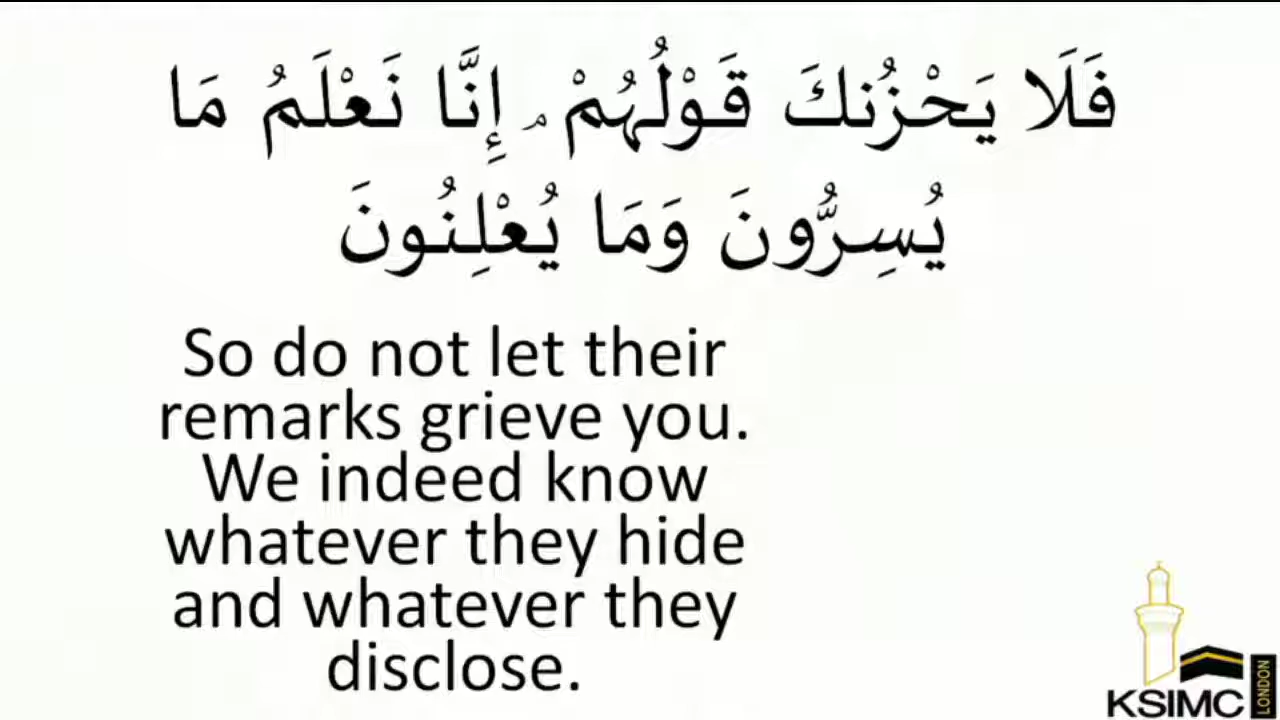 فَلَا يَحْزُنكَ قَوْلُهُمْ ۘ إِنَّا نَعْلَمُ مَا
يُسِرُّونَ وَمَا يُعْلِنُونَ
So do not let their
remarks grieve you.
We indeed know
whatever they hide
and whatever they
disclose.
KSIMC
LONDON